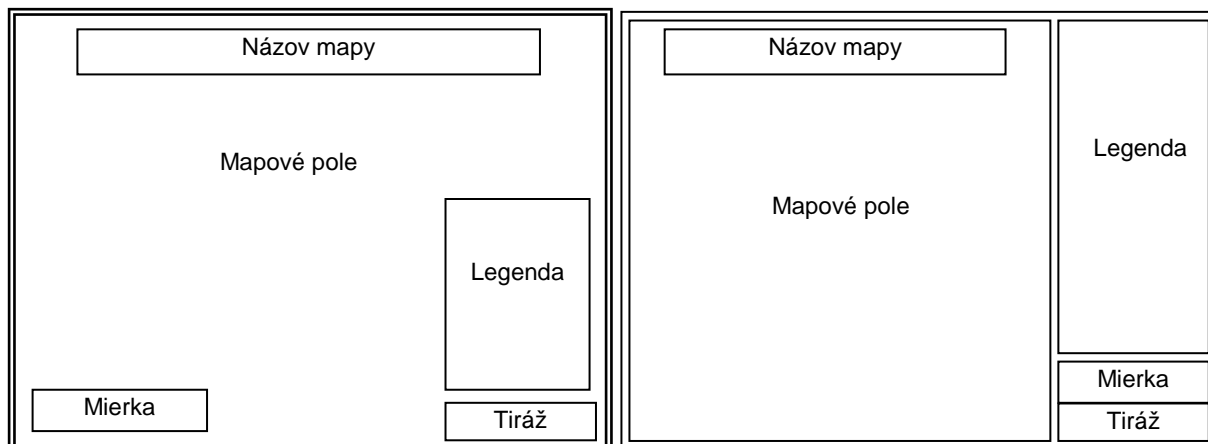 Názov mapy
Mapové pole
Legenda
Mierka
Tiráž
Názov mapy
Mapové pole
Legenda
Mierka
Tiráž